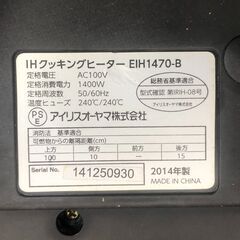 IHクッキングヒーター EIH1470-B
定格電圧 AC100V
定格消費電力 1400W
定格周波数 50/60Hz
温度ヒューズ 240℃/240℃
総務省基準適合
型式確認 第IRIH-08号
PSE
アイリスオーヤマ株式会社
消防法 基準適合
可燃物からの離隔距離(cm)
上方 側方 前方 後方
100 10 ー 15
2014年製
Serial No.
141250930
MADE IN CHINA